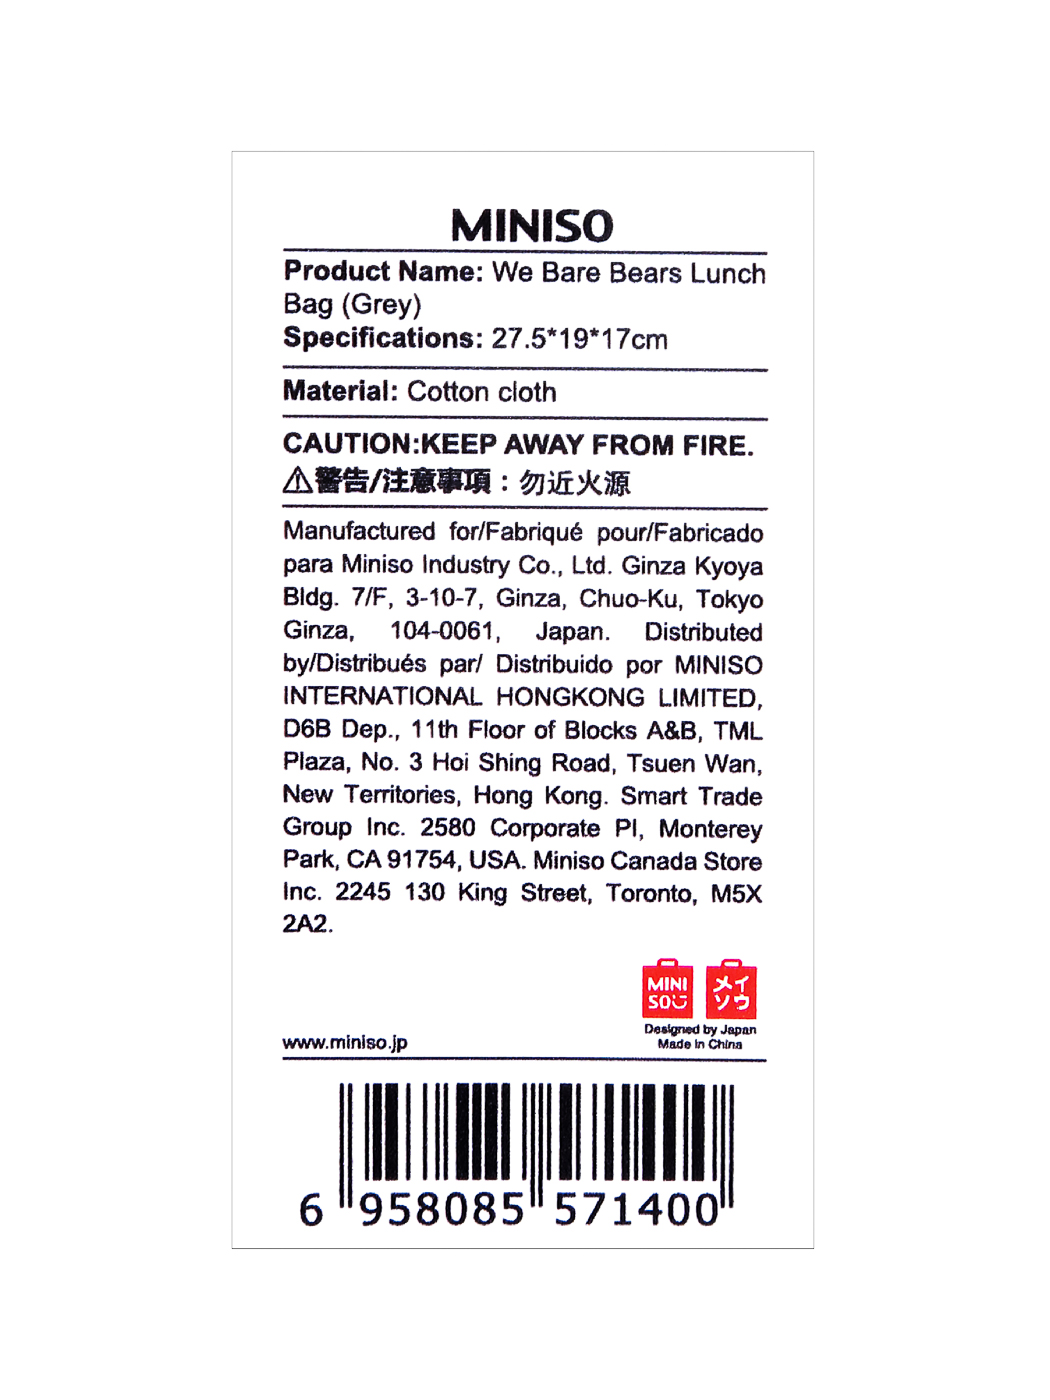 MINISO
Product Name: We Bare Bears Lunch
Bag (Grey)
Specifications: 27.5*19*17cm
Material: Cotton cloth
CAUTION:KEEP AWAY FROM FIRE.
⚠警告/注意事項：勿近火源
Manufactured for/Fabriqué pour/Fabricado
para Miniso Industry Co., Ltd. Ginza Kyoya
Bldg. 7/F, 3-10-7, Ginza, Chuo-Ku, Tokyo
Ginza, 104-0061, Japan. Distributed
by/Distribués par/ Distribuido por MINISO
INTERNATIONAL HONGKONG LIMITED,
D6B Dep., 11th Floor of Blocks A&B, TML
Plaza, No. 3 Hoi Shing Road, Tsuen Wan,
New Territories, Hong Kong. Smart Trade
Group Inc. 2580 Corporate Pl, Monterey
Park, CA 91754, USA. Miniso Canada Store
Inc. 2245 130 King Street, Toronto, M5X
2A2.
MINI
SO
メイ
ソウ
Designed by Japan
Made in China
www.miniso.jp
6 958085 571400